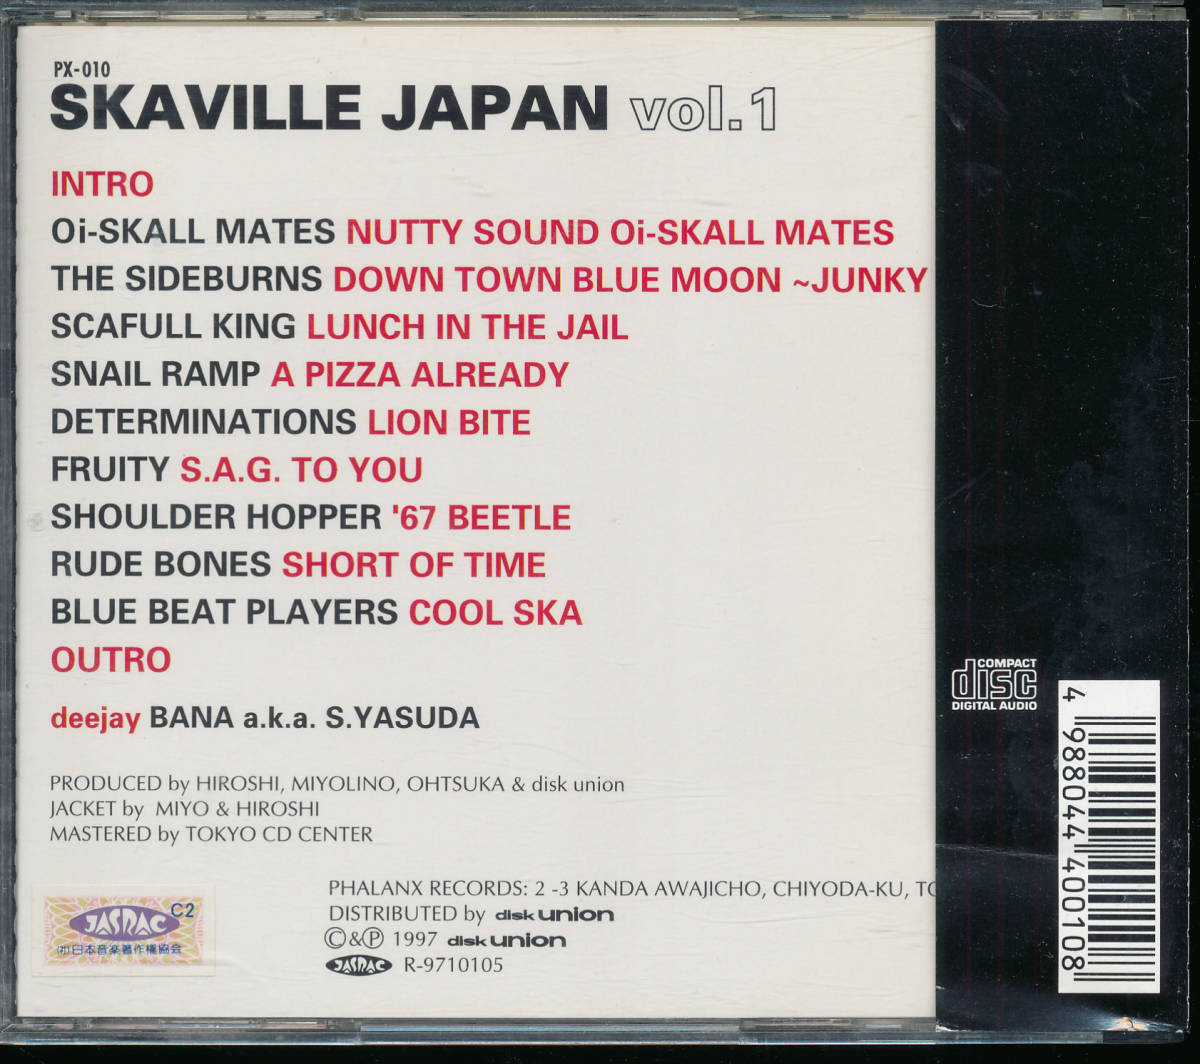 PX-010
SKAVILLE JAPAN vol.1
INTRO
Oi-SKALL MATES NUTTY SOUND Oi-SKALL MATES
THE SIDEBURNS DOWN TOWN BLUE MOON ~JUNKY
SCAFULL KING LUNCH IN THE JAIL
SNAIL RAMP A PIZZA ALREADY
DETERMINATIONS LION BITE
FRUITY S.A.G. TO YOU
SHOULDER HOPPER '67 BEETLE
RUDE BONES SHORT OF TIME
BLUE BEAT PLAYERS COOL SKA
OUTRO
deejay BANA a.k.a. S.YASUDA
PRODUCED by HIROSHI, MIYOLINO, OHTSUKA & disk union
JACKET by MIYO & HIROSHI
MASTERED by TOKYO CD CENTER
PHALANX RECORDS: 2 -3 KANDA AWAJICHO, CHIYODA-KU, TO
DISTRIBUTED by disk union
©&℗ 1997 disk union
JASRAC R-9710105
JASRAC C2
(社)日本音楽著作権協会
COMPACT
disc
DIGITAL AUDIO
4 988044 400108